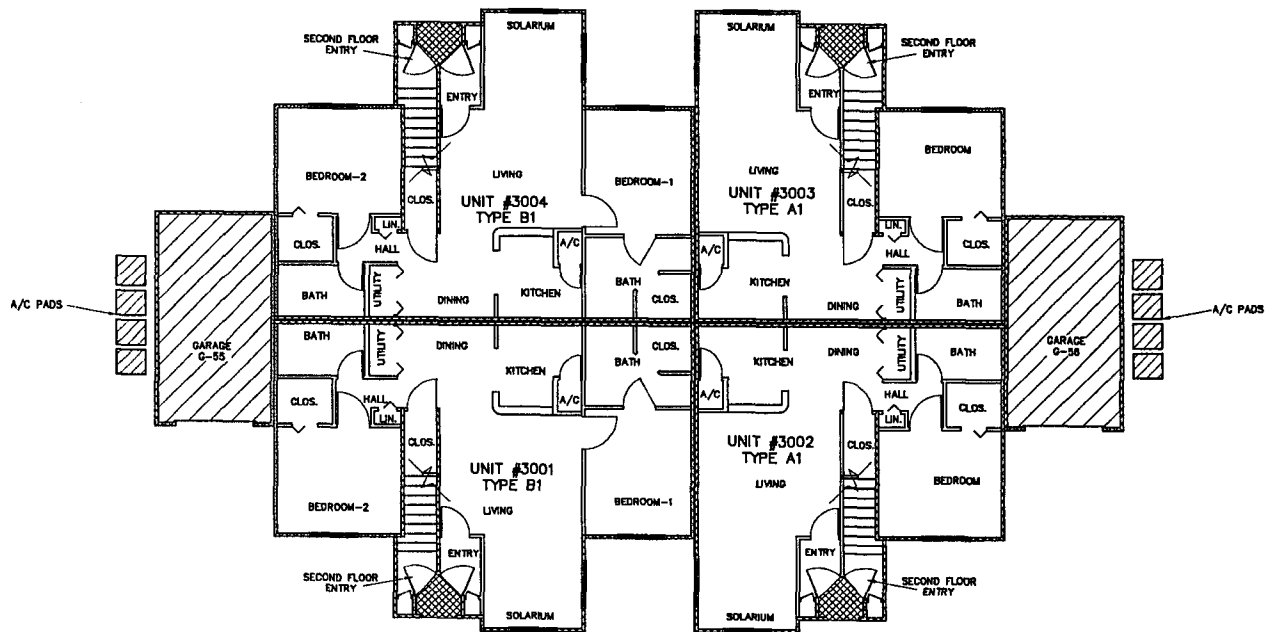 SOLARIUM
SOLARIUM
SECOND FLOOR
ENTRY
SECOND FLOOR
ENTRY
ENTRY
ENTRY
BEDROOM-2
LIVING
BEDROOM-1
LIVING
BEDROOM
UNIT #3004
TYPE B1
UNIT #3003
TYPE A1
CLOS.
CLOS.
LIN.
LIN.
CLOS.
HALL
A/C
A/C
HALL
CLOS.
BATH
UTILITY
DINING
KITCHEN
BATH
CLOS.
KITCHEN
DINING
UTILITY
BATH
A/C PADS
A/C PADS
GARAGE
G-55
GARAGE
G-56
BATH
UTILITY
DINING
KITCHEN
BATH
CLOS.
KITCHEN
DINING
UTILITY
BATH
CLOS.
HALL
LIN.
A/C
A/C
HALL
LIN.
CLOS.
CLOS.
CLOS.
UNIT #3001
TYPE B1
UNIT #3002
TYPE A1
BEDROOM-2
LIVING
BEDROOM-1
LIVING
BEDROOM
ENTRY
ENTRY
SECOND FLOOR
ENTRY
SECOND FLOOR
ENTRY
SOLARIUM
SOLARIUM